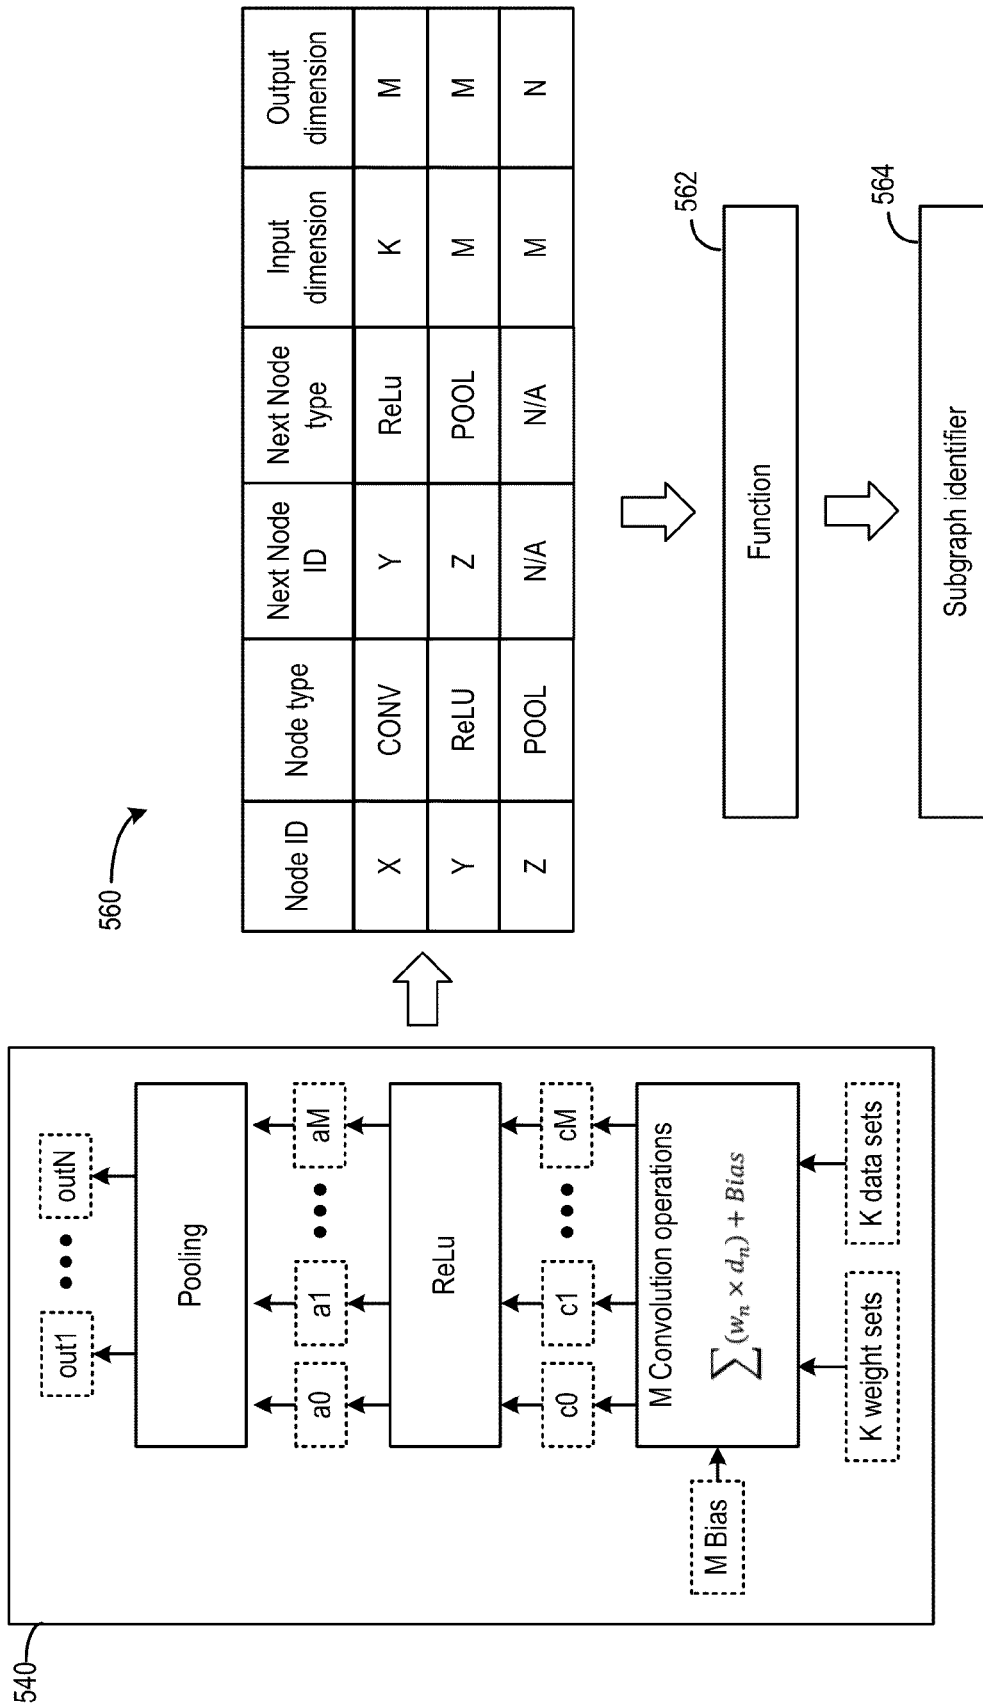 540
out1
outN
Pooling
a0
a1
aM
ReLu
c0
c1
cM
M Convolution operations
∑(wₙ × dₙ) + Bias
M Bias
K weight sets
K data sets
560
Node ID
Node type
Next Node
ID
Next Node
type
Input
dimension
Output
dimension
X
CONV
Y
ReLu
K
M
Y
ReLU
Z
POOL
M
M
Z
POOL
N/A
N/A
M
N
562
Function
564
Subgraph identifier